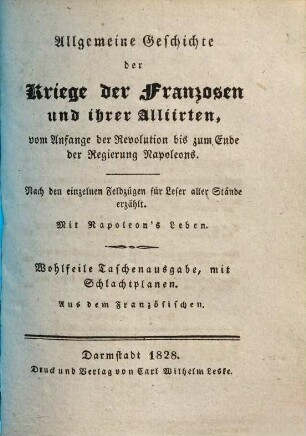 Allgemeine Geschichte
der
Kriege der Franzosen
und ihrer Alliirten,
vom Anfange der Revolution bis zum Ende
der Regierung Napoleons.
Nach den einzelnen Feldzügen für Leser aller Stände
erzählt.
Mit Napoleon's Leben.
Wohlfeile Taschenausgabe, mit
Schlachtplanen.
Aus dem Französischen.
Darmstadt 1828.
Druck und Verlag von Carl Wilhelm Leske.